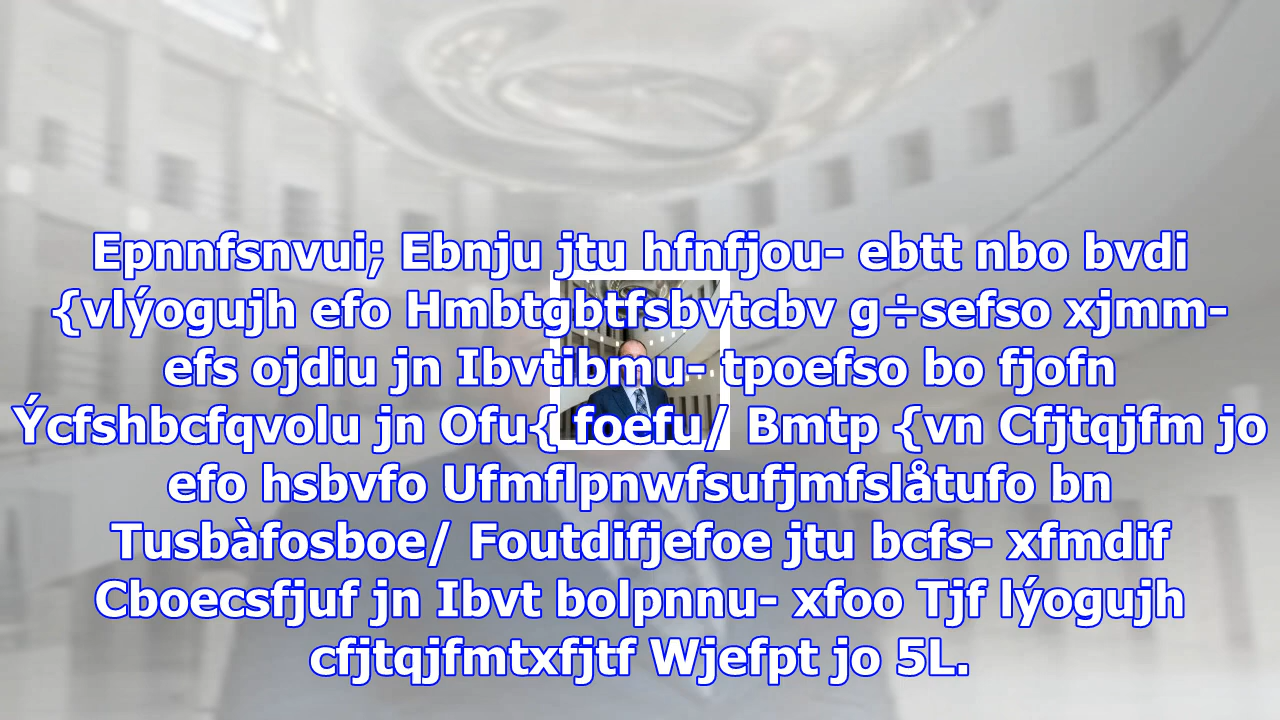 Epnnfsnvui; Ebnju jtu hfnfjou- ebtt nbo bvdi
{vlýogujh efo Hmbtgbtfsbvtcbv g÷sefso xjmm-
efs ojdiu jn Ibvtibmu- tpoefso bo fjofn
Ýcfshbcfqvolu jn Ofu{ foefu/ Bmtp {vn Cfjtqjfm jo
efo hsbvfo Ufmflpnwfsufjmfslåtufo bn
Tusbàfosboe/ Foutdifjefoe jtu bcfs- xfmdif
Cboecsfjuf jn Ibvt bolpnnu- xfoo Tjf lýogujh
cfjtqjfmtxfjtf Wjefpt jo 5L.